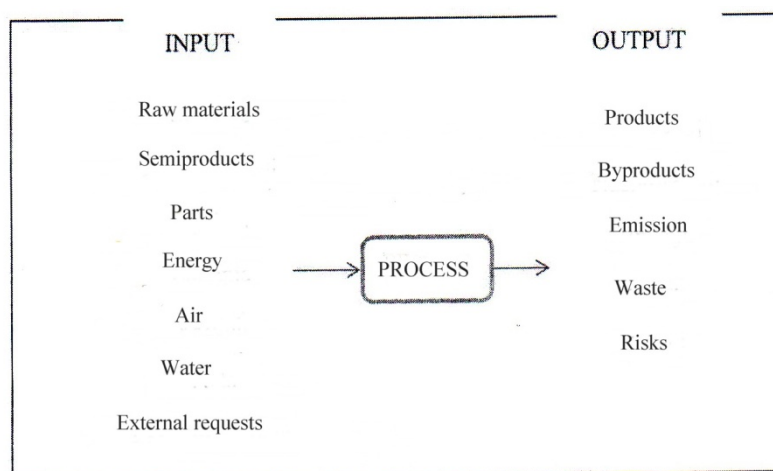 INPUT
Raw materials
Semiproducts
Parts
Energy
Air
Water
External requests
PROCESS
OUTPUT
Products
Byproducts
Emission
Waste
Risks